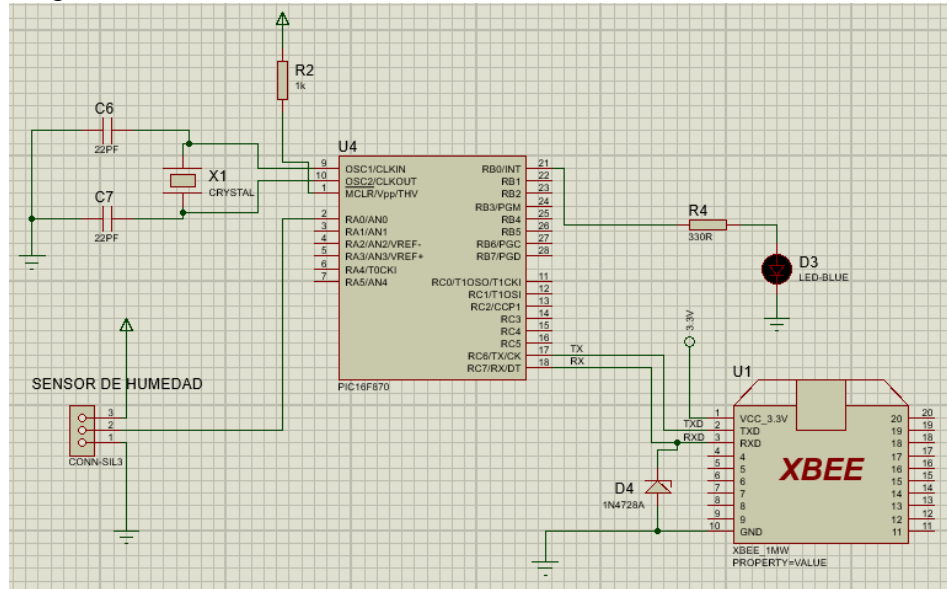 R2
1k
C6
22PF
X1
CRYSTAL
C7
22PF
U4
9 OSC1/CLKIN
10 OSC2/CLKOUT
1 MCLR/Vpp/THV
2 RA0/AN0
3 RA1/AN1
4 RA2/AN2/VREF-
5 RA3/AN3/VREF+
6 RA4/T0CKI
7 RA5/AN4
RB0/INT 21
RB1 22
RB2 23
RB3/PGM 24
RB4 25
RB5 26
RB6/PGC 27
RB7/PGD 28
RC0/T1OSO/T1CKI 11
RC1/T1OSI 12
RC2/CCP1 13
RC3 14
RC4 15
RC5 16
RC6/TX/CK 17 TX
RC7/RX/DT 18 RX
PIC16F870
R4
330R
D3
LED-BLUE
SENSOR DE HUMEDAD
3
2
1
CONN-SIL3
3.3V
D4
1N4728A
U1
1 VCC_3.3V
TXD 2 TXD
RXD 3 RXD
4 4
5 5
6 6
7 7
8 8
9 9
10 GND
20 20
19 19
18 18
17 17
16 16
15 15
14 14
13 13
12 12
11 11
XBEE
XBEE_1MW
PROPERTY=VALUE